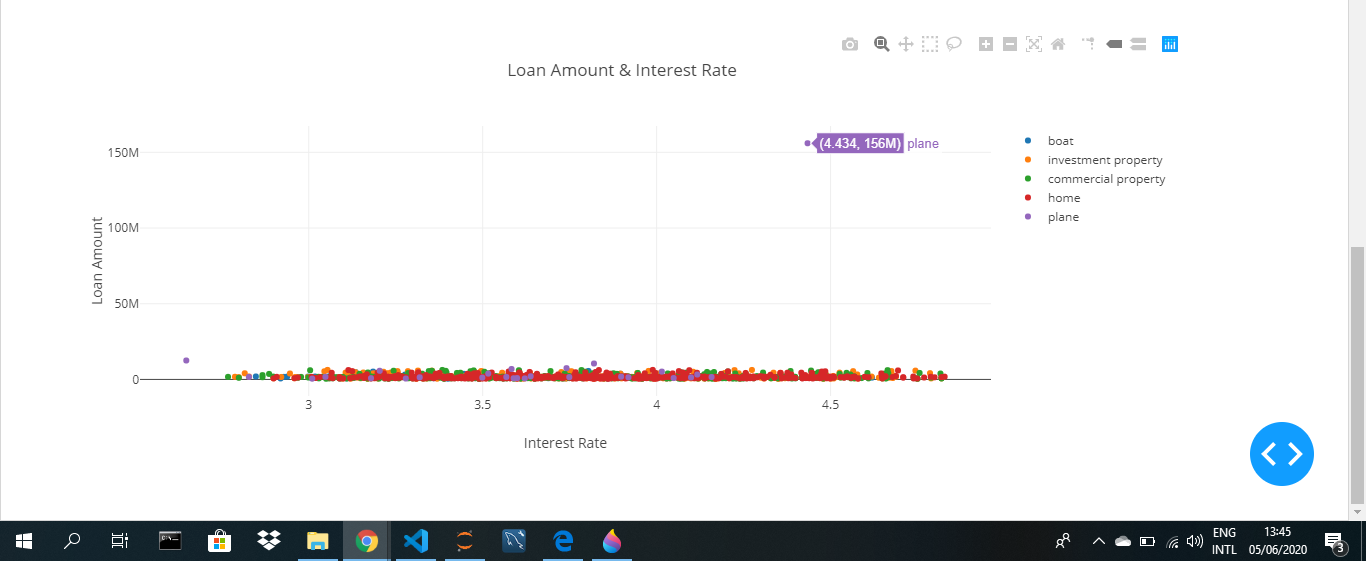 Loan Amount & Interest Rate
(4.434, 156M) plane
150M
100M
50M
0
Loan Amount
3 3.5 4 4.5
Interest Rate
boat
investment property
commercial property
home
plane
ENG
INTL
13:45
05/06/2020
3